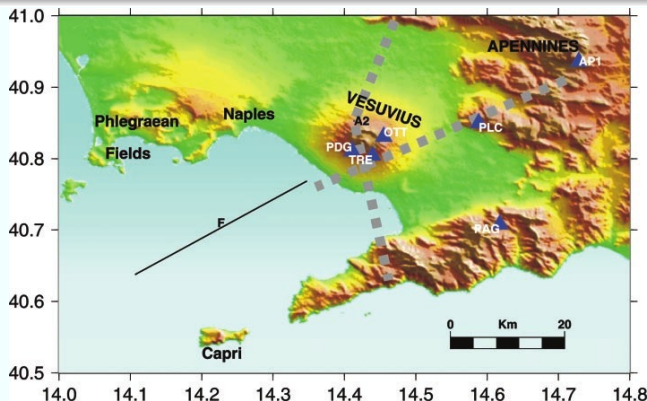 41.0
APENNINES
AP1
40.9
VESUVIUS
Phlegraean
Naples
A2
PLC
OTT
Fields
PDG
40.8
TRE
F
PAG
40.7
40.6
0 Km 20
Capri
40.5
14.0 14.1 14.2 14.3 14.4 14.5 14.6 14.7 14.8